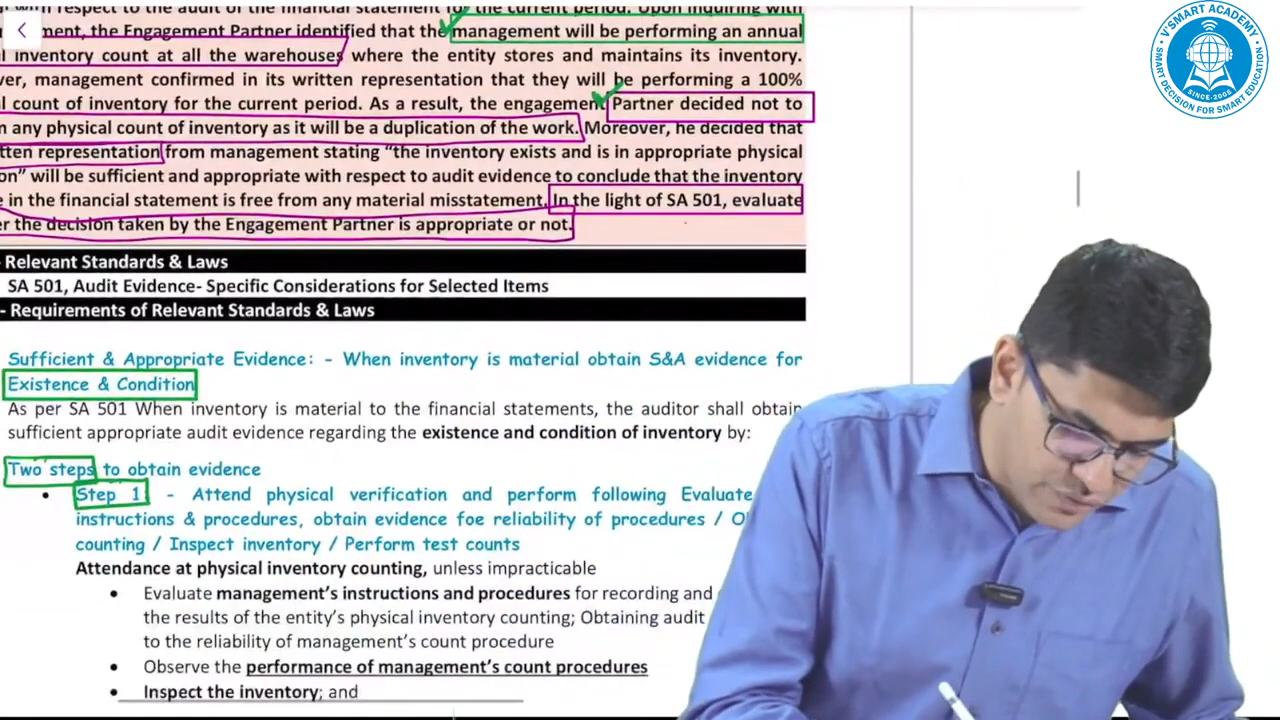 with respect to the audit of the financial statement for the current period. Upon inquiring with
ment, the Engagement Partner identified that the management will be performing an annual
l inventory count at all the warehouses where the entity stores and maintains its inventory.
ver, management confirmed in its written representation that they will be performing a 100%
l count of inventory for the current period. As a result, the engagement Partner decided not to
m any physical count of inventory as it will be a duplication of the work. Moreover, he decided that
tten representation from management stating “the inventory exists and is in appropriate physical
on” will be sufficient and appropriate with respect to audit evidence to conclude that the inventory
e in the financial statement is free from any material misstatement. In the light of SA 501, evaluate
er the decision taken by the Engagement Partner is appropriate or not.
- Relevant Standards & Laws
SA 501, Audit Evidence- Specific Considerations for Selected Items
- Requirements of Relevant Standards & Laws
Sufficient & Appropriate Evidence: - When inventory is material obtain S&A evidence for
Existence & Condition
As per SA 501 When inventory is material to the financial statements, the auditor shall obtain
sufficient appropriate audit evidence regarding the existence and condition of inventory by:
Two steps to obtain evidence
• Step 1 - Attend physical verification and perform following Evaluate
instructions & procedures, obtain evidence foe reliability of procedures / O
counting / Inspect inventory / Perform test counts
Attendance at physical inventory counting, unless impracticable
• Evaluate management’s instructions and procedures for recording and
the results of the entity’s physical inventory counting; Obtaining audit
to the reliability of management’s count procedure
• Observe the performance of management’s count procedures
• Inspect the inventory; and
VSMART ACADEMY
SINCE-2005
SMART DECISION FOR SMART EDUCATION